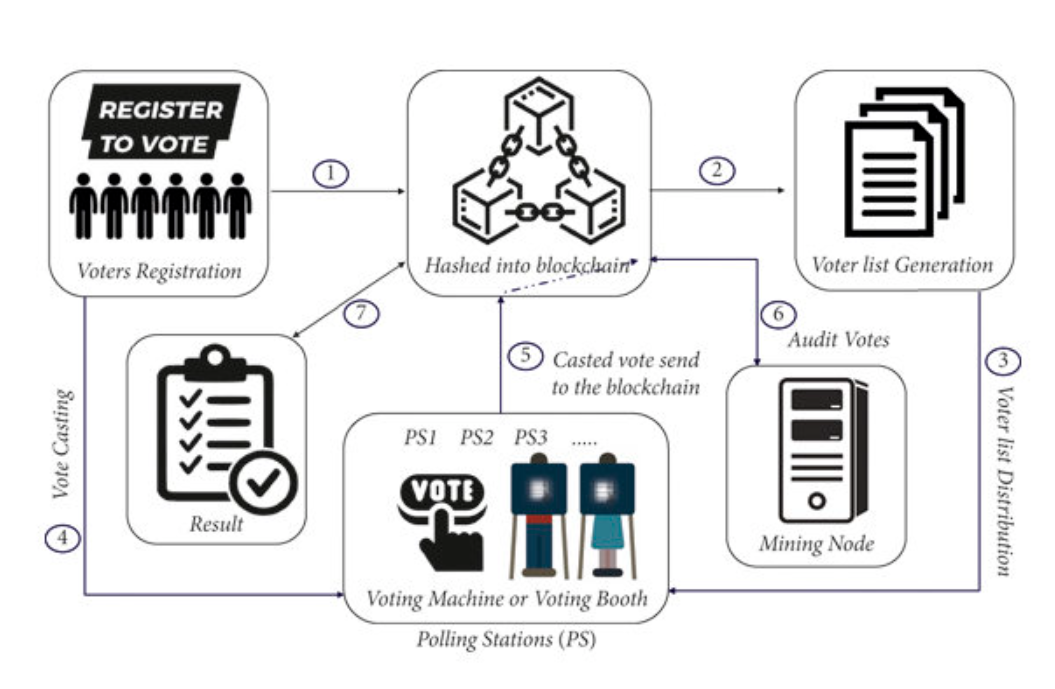 REGISTER
TO VOTE
Voters Registration
1
Hashed into blockchain
2
Voter list Generation
7
5
Casted vote send
to the blockchain
6
Audit Votes
3
Voter list Distribution
Vote Casting
4
Result
PS1 PS2 PS3 .....
VOTE
Voting Machine or Voting Booth
Polling Stations (PS)
Mining Node